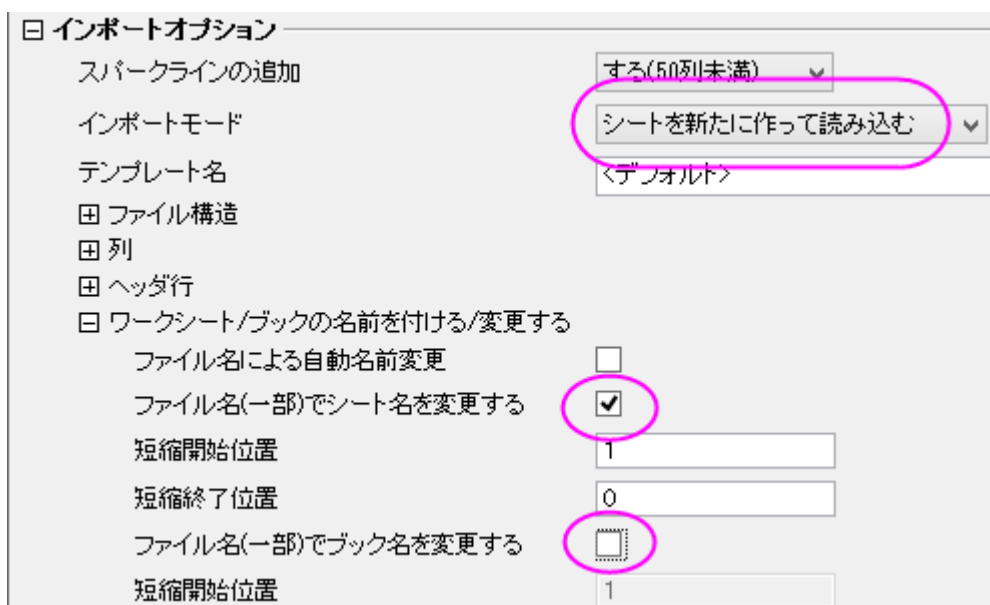 インポートオプション
スパークラインの追加 する(50列未満)
インポートモード シートを新たに作って読み込む
テンプレート名 <デフォルト>
ファイル構造
列
ヘッダ行
ワークシート/ブックの名前を付ける/変更する
ファイル名による自動名前変更
ファイル名(一部)でシート名を変更する
短縮開始位置 1
短縮終了位置 0
ファイル名(一部)でブック名を変更する
短縮開始位置 1